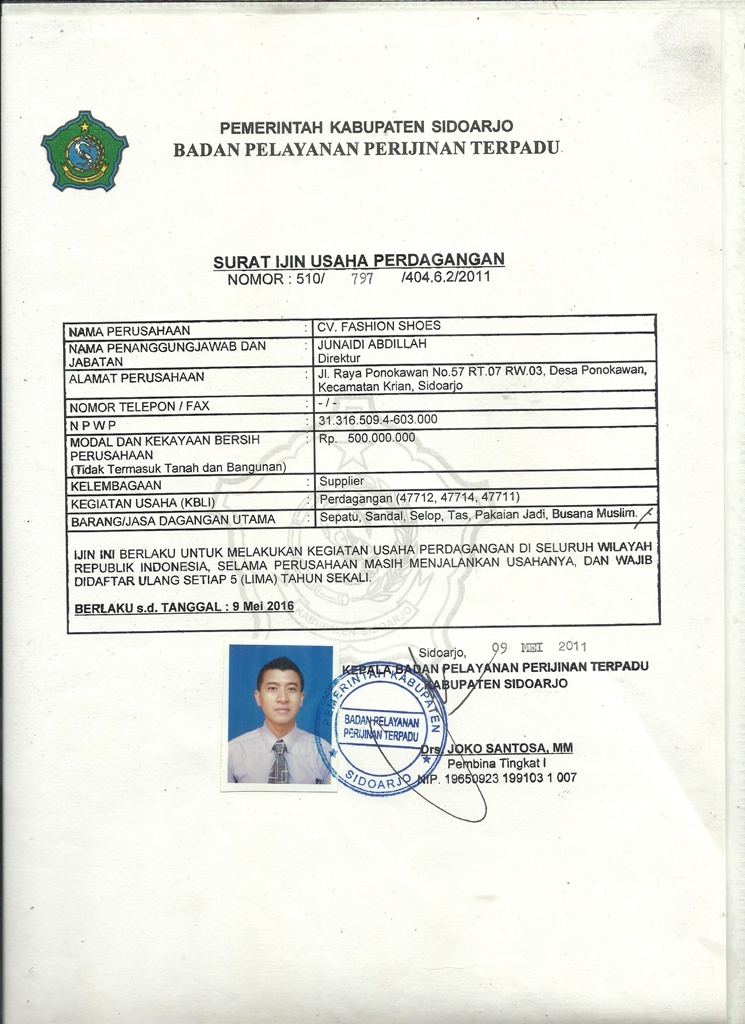 PEMERINTAH KABUPATEN SIDOARJO
BADAN PELAYANAN PERIJINAN TERPADU
SURAT IJIN USAHA PERDAGANGAN
NOMOR : 510/ 797 /404.6.2/2011
NAMA PERUSAHAAN : CV. FASHION SHOES
NAMA PENANGGUNGJAWAB DAN : JUNAIDI ABDILLAH
JABATAN Direktur
ALAMAT PERUSAHAAN : Jl. Raya Ponokawan No.57 RT.07 RW.03, Desa Ponokawan,
Kecamatan Krian, Sidoarjo
NOMOR TELEPON / FAX : - / -
N P W P : 31.316.509.4-603.000
MODAL DAN KEKAYAAN BERSIH : Rp. 500.000.000
PERUSAHAAN
(Tidak Termasuk Tanah dan Bangunan)
KELEMBAGAAN : Supplier
KEGIATAN USAHA (KBLI) : Perdagangan (47712, 47714, 47711)
BARANG/JASA DAGANGAN UTAMA : Sepatu, Sandal, Selop, Tas, Pakaian Jadi, Busana Muslim.
IJIN INI BERLAKU UNTUK MELAKUKAN KEGIATAN USAHA PERDAGANGAN DI SELURUH WILAYAH
REPUBLIK INDONESIA, SELAMA PERUSAHAAN MASIH MENJALANKAN USAHANYA, DAN WAJIB
DIDAFTAR ULANG SETIAP 5 (LIMA) TAHUN SEKALI.
BERLAKU s.d. TANGGAL : 9 Mei 2016
KABUPATEN SIDOARJO
Sidoarjo, 09 MEI 2011
KEPALA BADAN PELAYANAN PERIJINAN TERPADU
KABUPATEN SIDOARJO
PEMERINTAH KABUPATEN
BADAN PELAYANAN
PERIJINAN TERPADU
SIDOARJO
Drs. JOKO SANTOSA, MM
Pembina Tingkat I
NIP. 19650923 199103 1 007